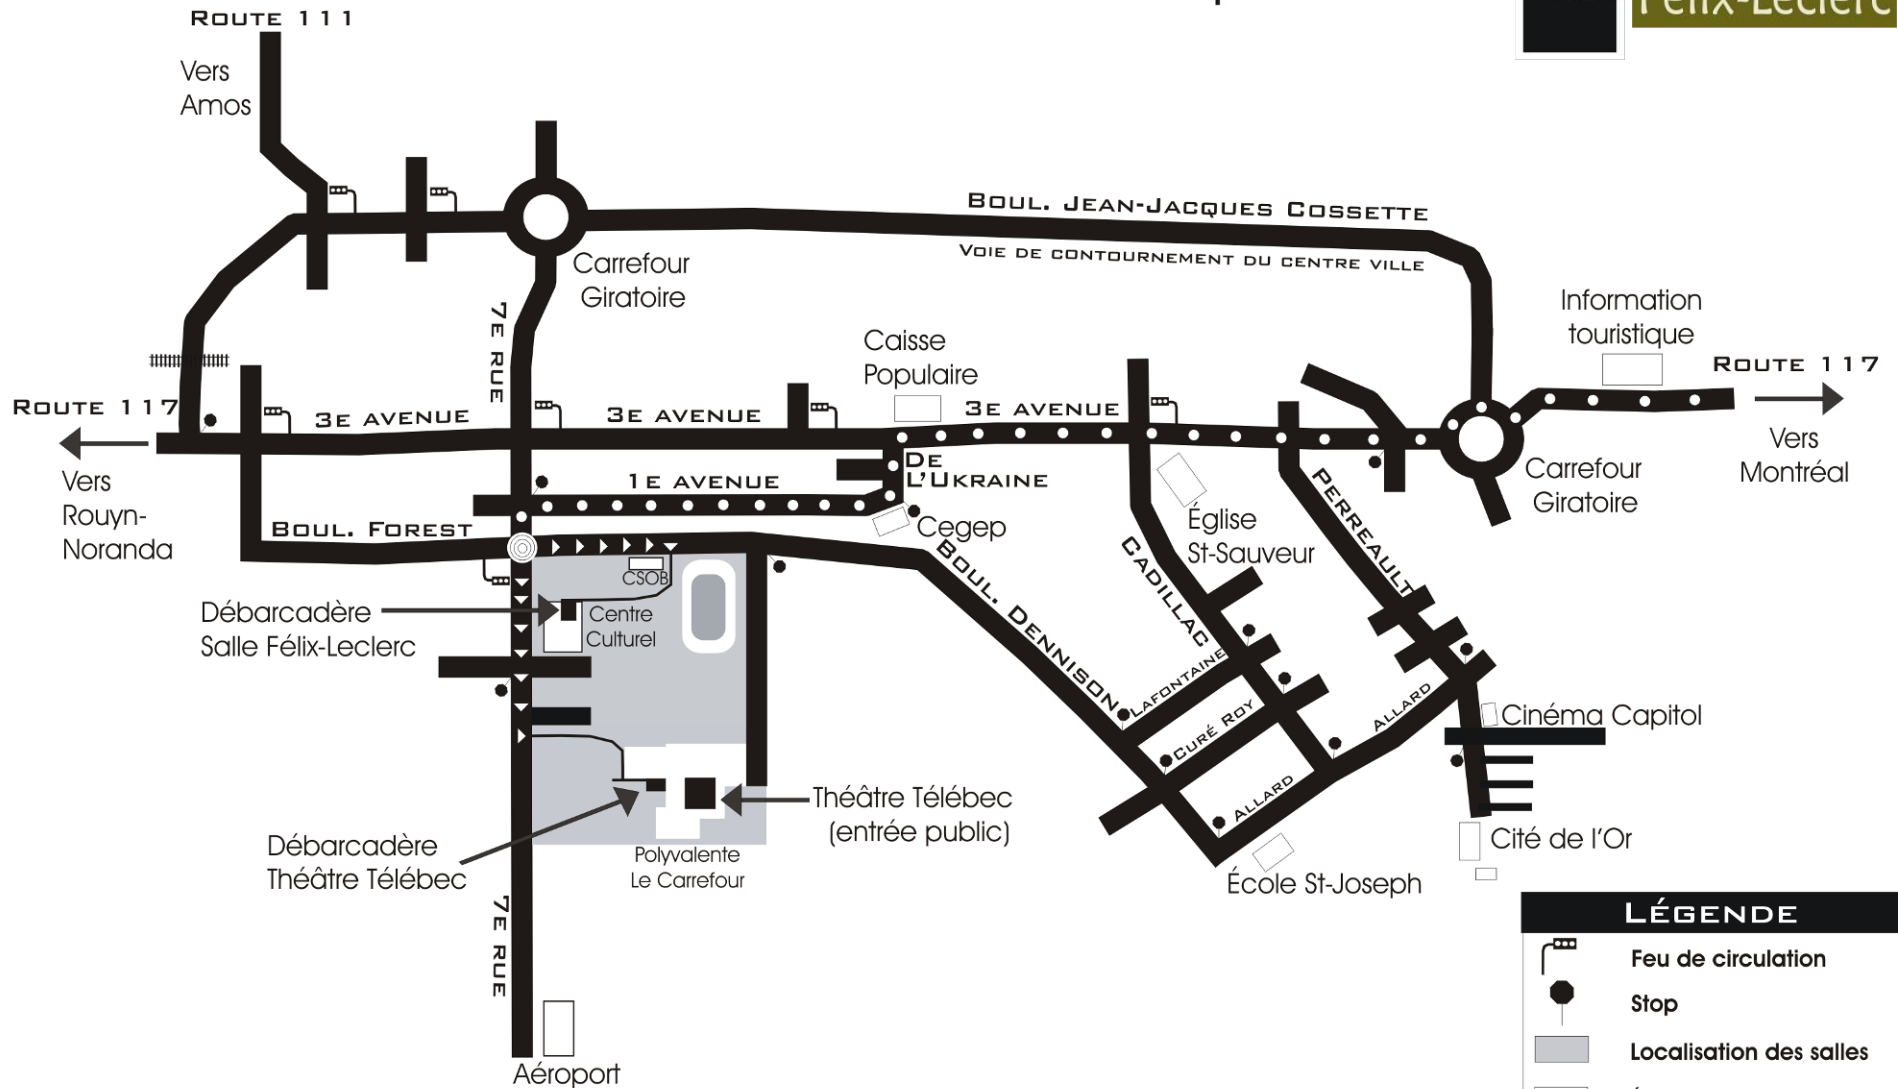 ROUTE 111
Félix-Leclerc
Vers
Amos
BOUL. JEAN-JACQUES COSSETTE
VOIE DE CONTOURNEMENT DU CENTRE VILLE
Carrefour
Giratoire
7E RUE
Information
touristique
Caisse
Populaire
ROUTE 117
ROUTE 117
3E AVENUE
3E AVENUE
3E AVENUE
Vers
Rouyn-
Noranda
Vers
Montréal
Carrefour
Giratoire
DE
L'UKRAINE
1E AVENUE
PERREAULT
Église
St-Sauveur
Cegep
BOUL. FOREST
CADILLAC
BOUL. DENNISON
CSOB
Débarcadère
Salle Félix-Leclerc
Centre
Culturel
LAFONTAINE
CURÉ ROY
ALLARD
Cinéma Capitol
Théâtre Télébec
(entrée public)
ALLARD
Cité de l'Or
Débarcadère
Théâtre Télébec
Polyvalente
Le Carrefour
École St-Joseph
7E RUE
Aéroport
LÉGENDE
Feu de circulation
Stop
Localisation des salles